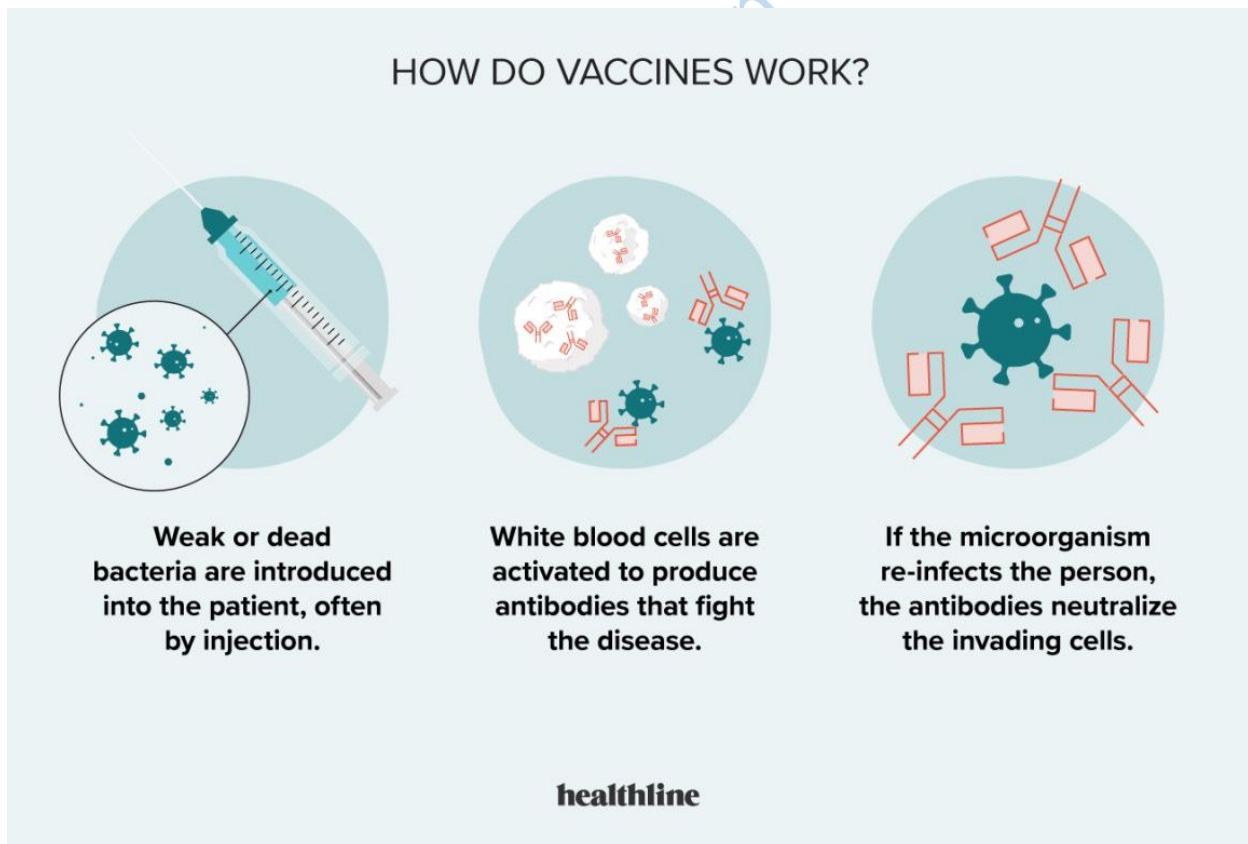 HOW DO VACCINES WORK?
Weak or dead
bacteria are introduced
into the patient, often
by injection.
White blood cells are
activated to produce
antibodies that fight
the disease.
If the microorganism
re-infects the person,
the antibodies neutralize
the invading cells.
healthline